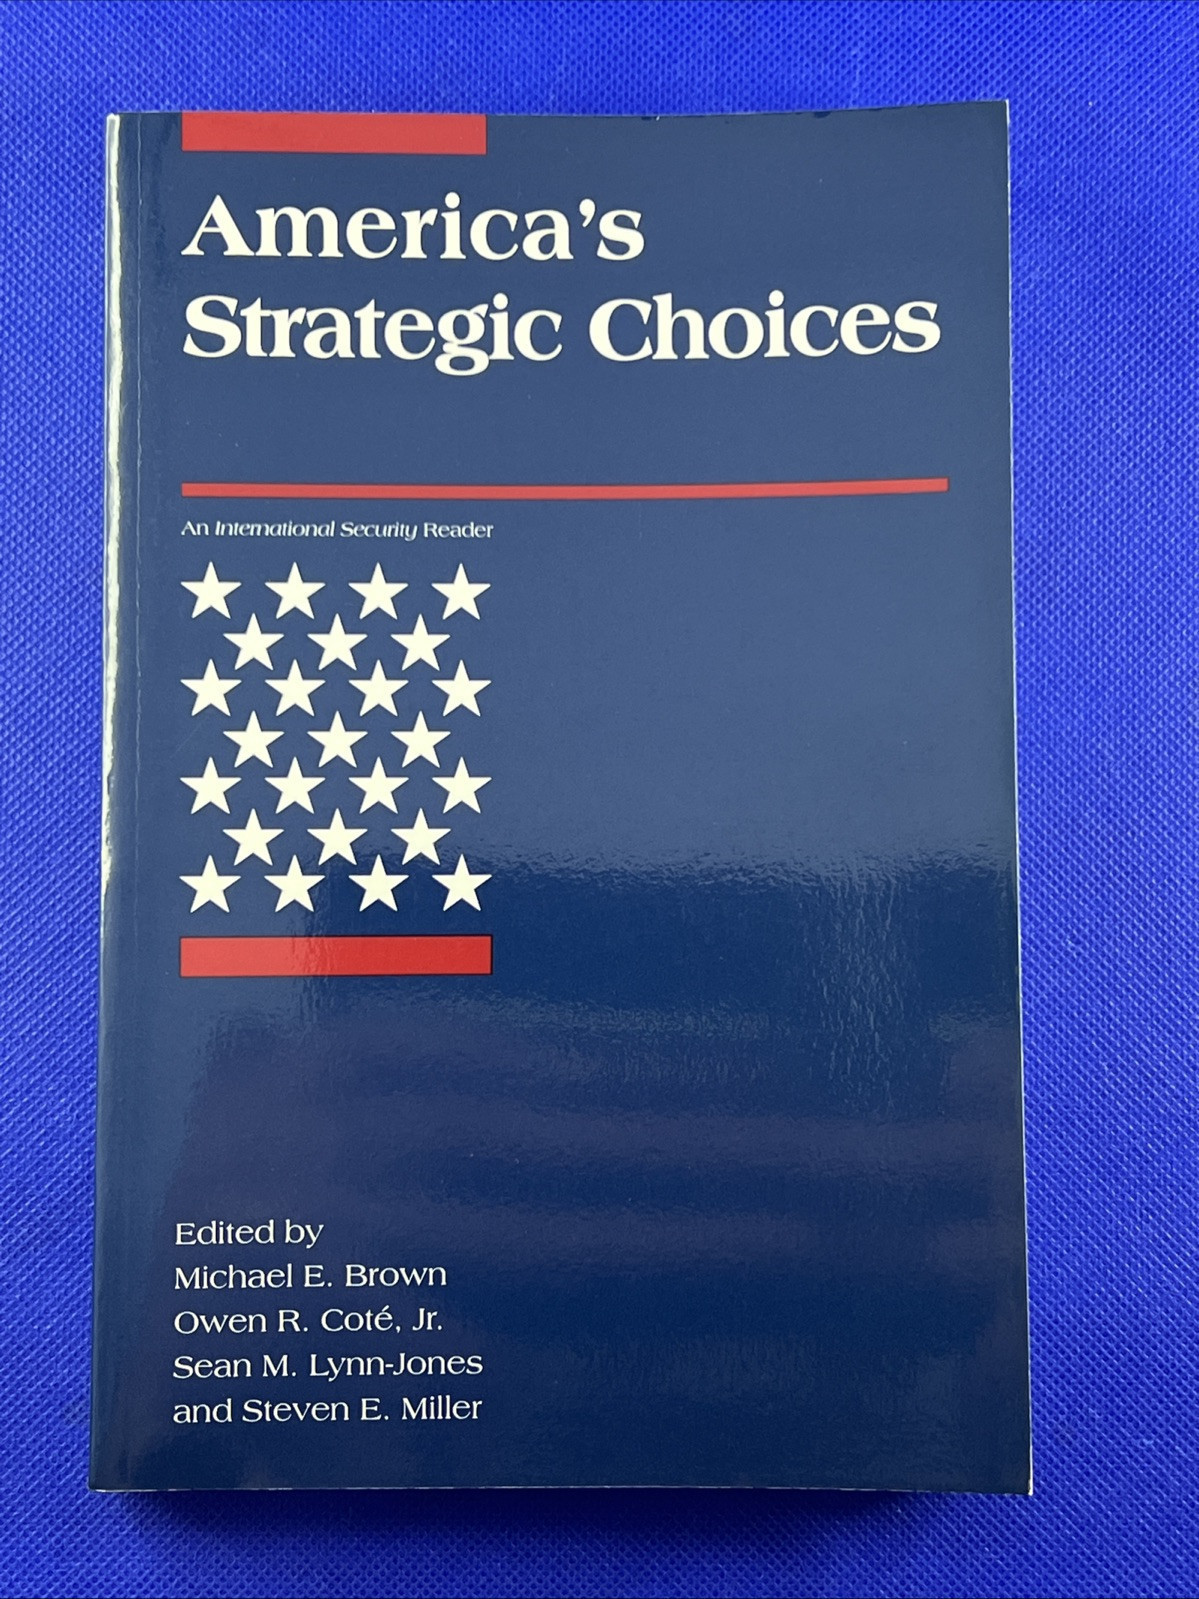 America’s
Strategic Choices
An International Security Reader
Edited by
Michael E. Brown
Owen R. Coté, Jr.
Sean M. Lynn-Jones
and Steven E. Miller